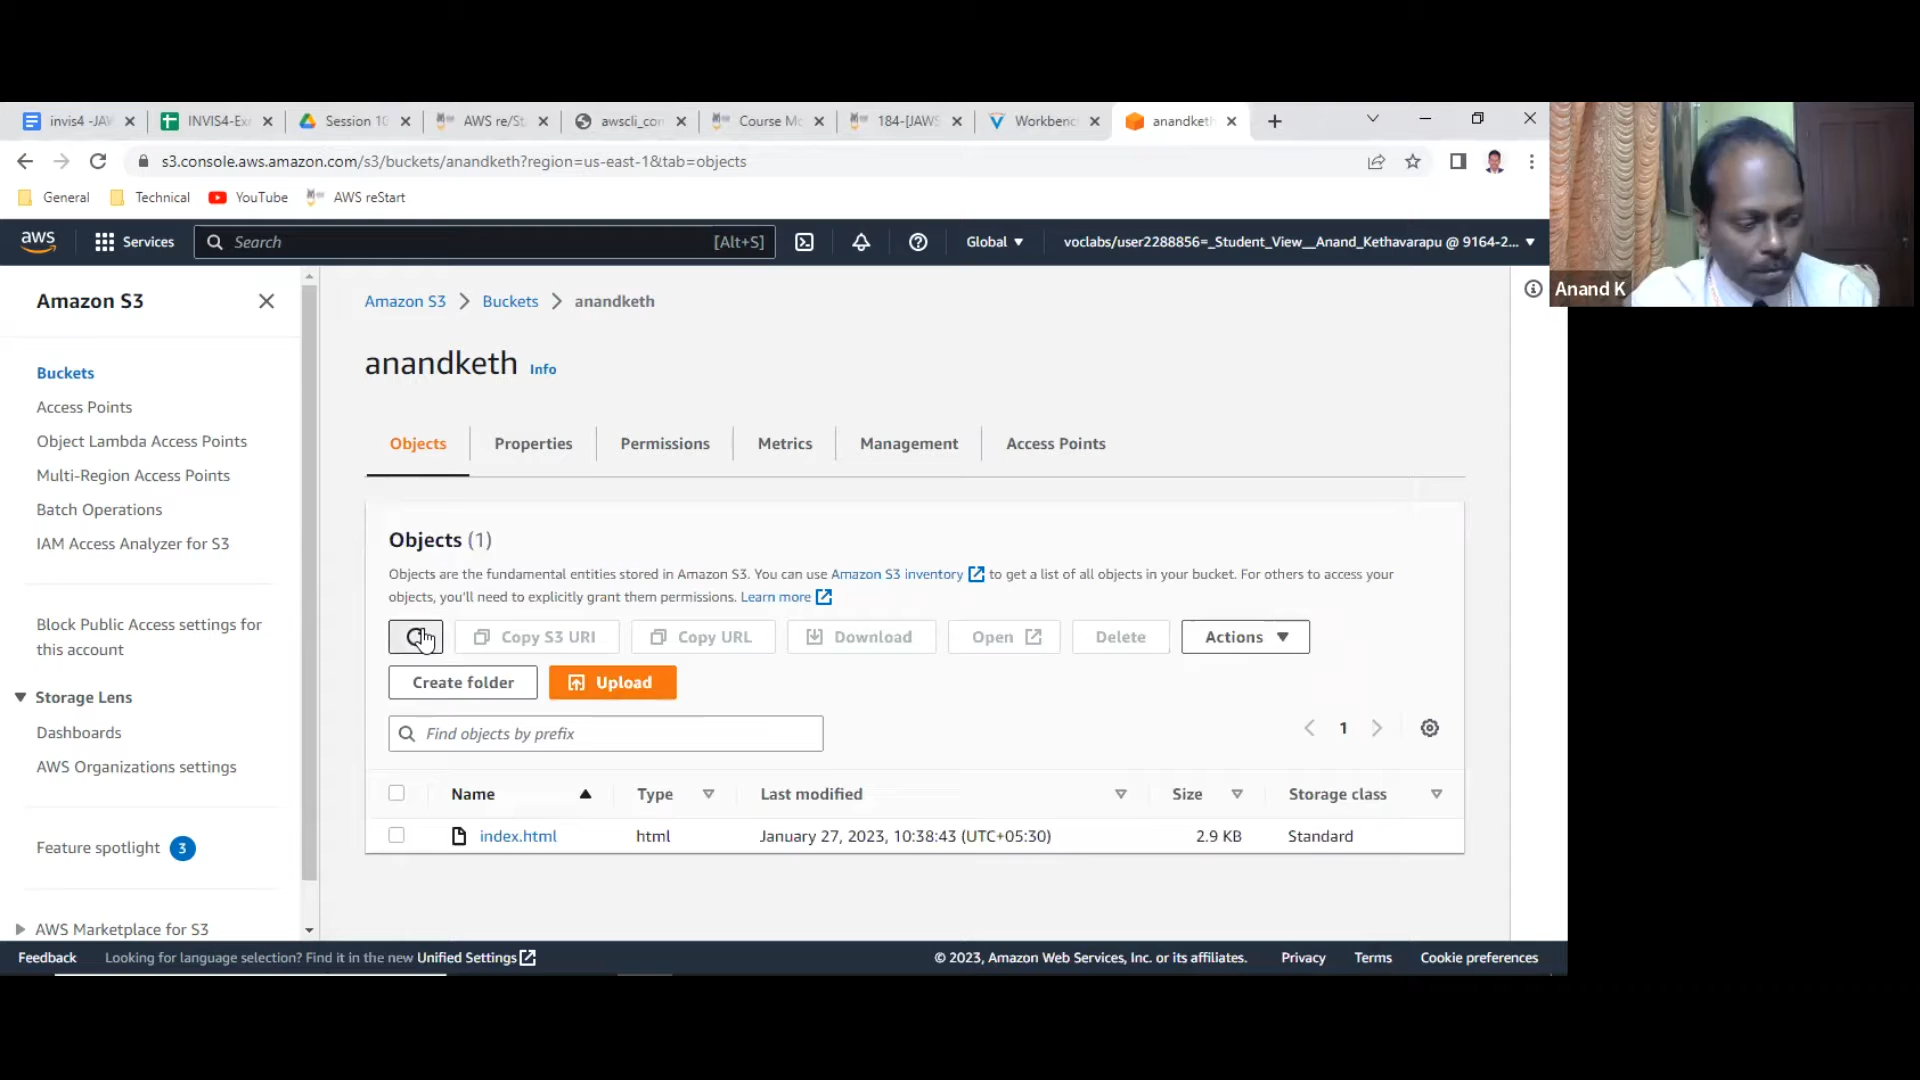 invis4 -JAV
INVIS4-Exe
Session 10
AWS re/St
awscli_con
Course Mo
184-[JAWS
Workbenc
anandketh
s3.console.aws.amazon.com/s3/buckets/anandketh?region=us-east-1&tab=objects
General
Technical
YouTube
AWS reStart
aws
Services
Search
[Alt+S]
Global
voclabs/user2288856=_Student_View__Anand_Kethavarapu @ 9164-2...
Anand K
Amazon S3
Buckets
Access Points
Object Lambda Access Points
Multi-Region Access Points
Batch Operations
IAM Access Analyzer for S3
Block Public Access settings for
this account
Storage Lens
Dashboards
AWS Organizations settings
Feature spotlight 3
AWS Marketplace for S3
Amazon S3 > Buckets > anandketh
anandketh Info
Objects
Properties
Permissions
Metrics
Management
Access Points
Objects (1)
Objects are the fundamental entities stored in Amazon S3. You can use Amazon S3 inventory to get a list of all objects in your bucket. For others to access your
objects, you'll need to explicitly grant them permissions. Learn more
Copy S3 URI
Copy URL
Download
Open
Delete
Actions
Create folder
Upload
Find objects by prefix
1
Name
Type
Last modified
Size
Storage class
index.html
html
January 27, 2023, 10:38:43 (UTC+05:30)
2.9 KB
Standard
Feedback
Looking for language selection? Find it in the new Unified Settings
© 2023, Amazon Web Services, Inc. or its affiliates.
Privacy
Terms
Cookie preferences